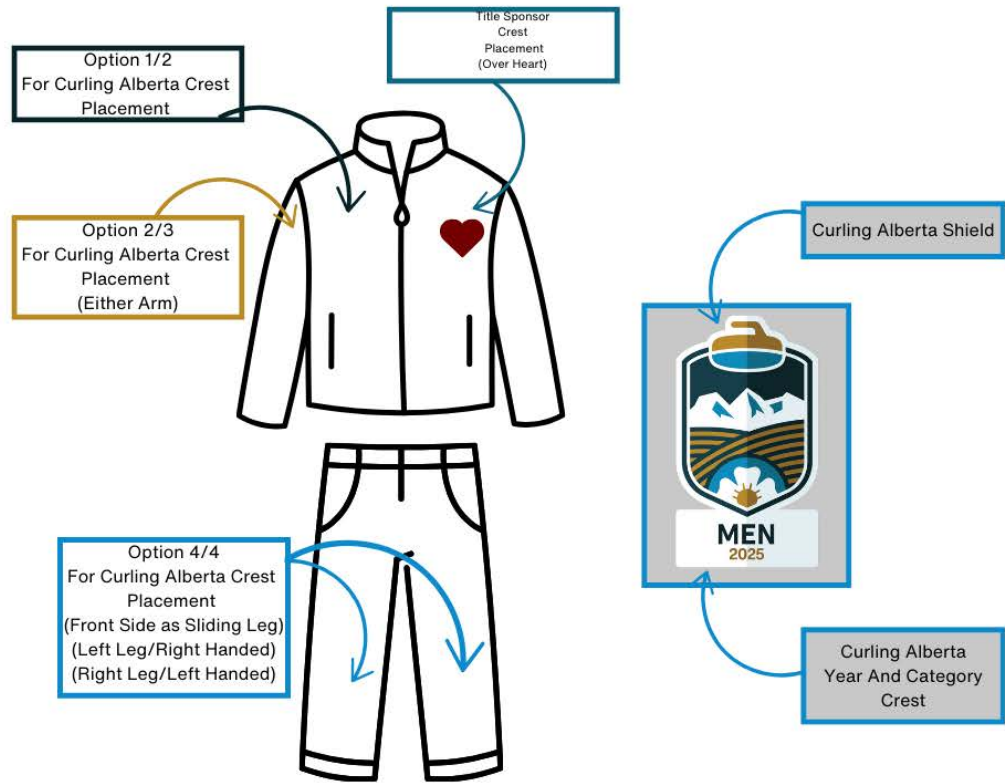 Title Sponsor
Crest
Placement
(Over Heart)
Option 1/2
For Curling Alberta Crest
Placement
Option 2/3
For Curling Alberta Crest
Placement
(Either Arm)
Curling Alberta Shield
MEN
2025
Option 4/4
For Curling Alberta Crest
Placement
(Front Side as Sliding Leg)
(Left Leg/Right Handed)
(Right Leg/Left Handed)
Curling Alberta
Year And Category
Crest